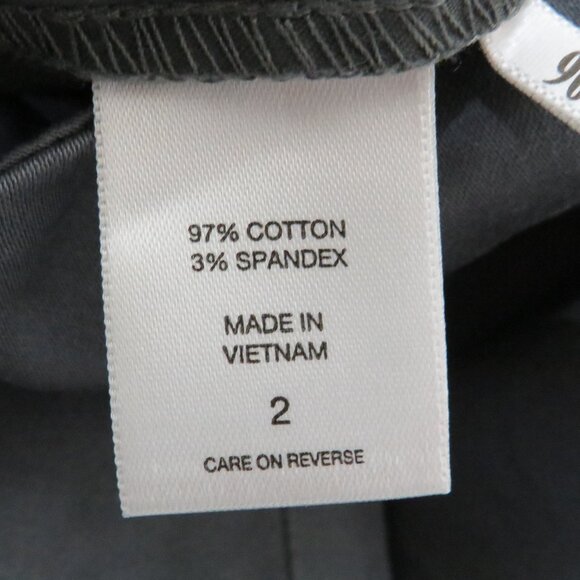 97% COTTON
3% SPANDEX
MADE IN
VIETNAM
2
CARE ON REVERSE